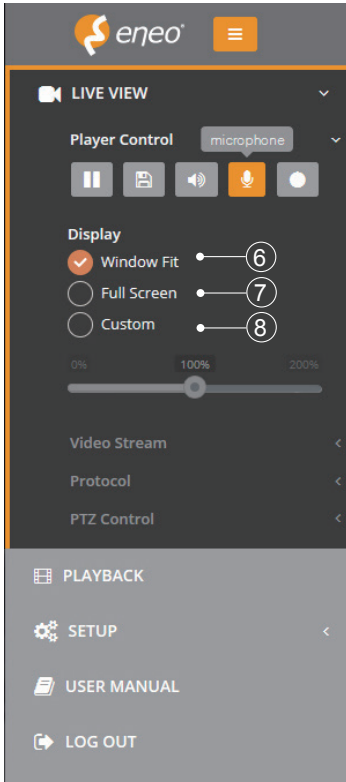 eneo
LIVE VIEW
Player Control microphone
Display
Window Fit 6
Full Screen 7
Custom 8
0% 100% 200%
Video Stream
Protocol
PTZ Control
PLAYBACK
SETUP
USER MANUAL
LOG OUT